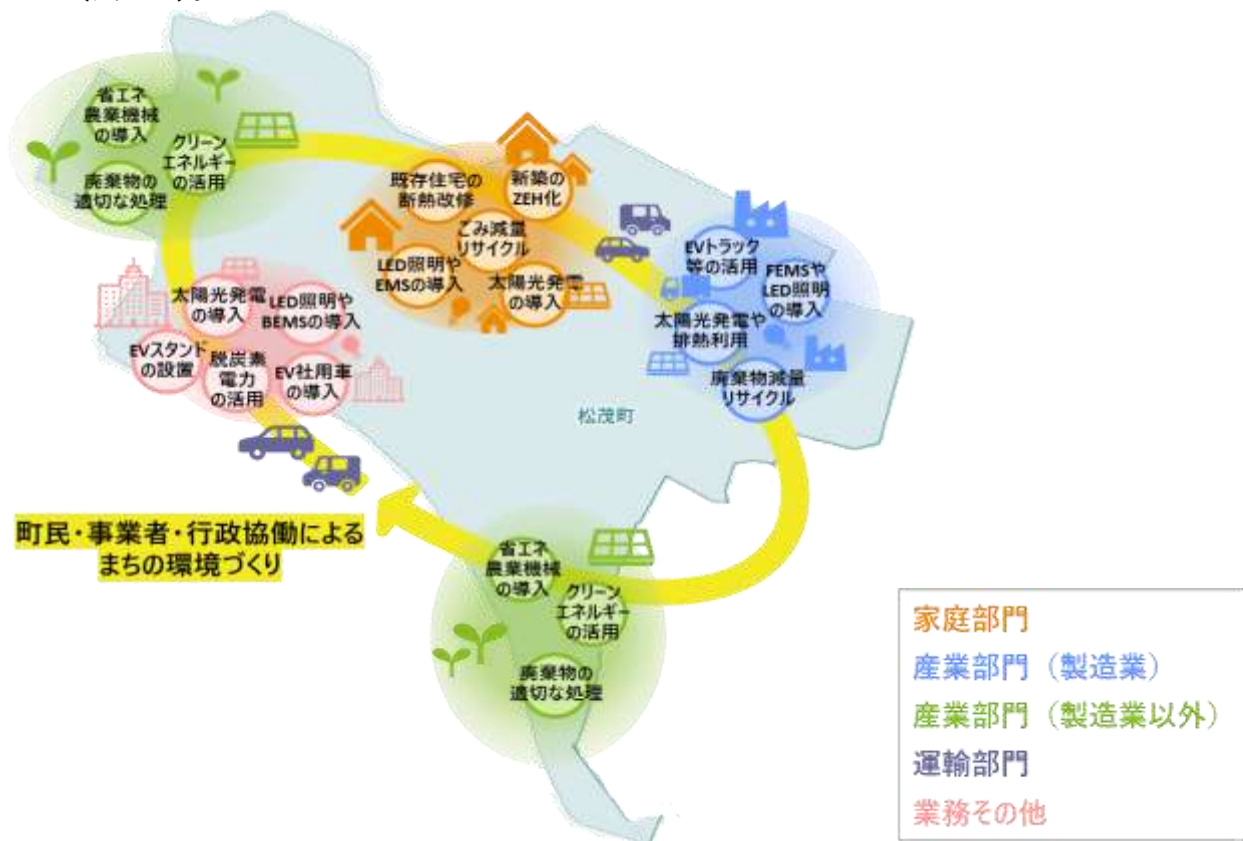 省エネ
農業機械
の導入
クリーン
エネルギー
の活用
廃棄物の
適切な処理
既存住宅の
断熱改修
新築の
ZEH化
ごみ減量
リサイクル
LED照明や
EMSの導入
太陽光発電
の導入
EVトラック
等の活用
FEMSや
LED照明
の導入
太陽光発電や
排熱利用
廃棄物減量
リサイクル
太陽光発電
の導入
LED照明や
BEMSの導入
EVスタンド
の設置
脱炭素
電力
の活用
EV社用車
の導入
松茂町
町民・事業者・行政協働による
まちの環境づくり
省エネ
農業機械
の導入
クリーン
エネルギー
の活用
廃棄物の
適切な処理
家庭部門
産業部門（製造業）
産業部門（製造業以外）
運輸部門
業務その他